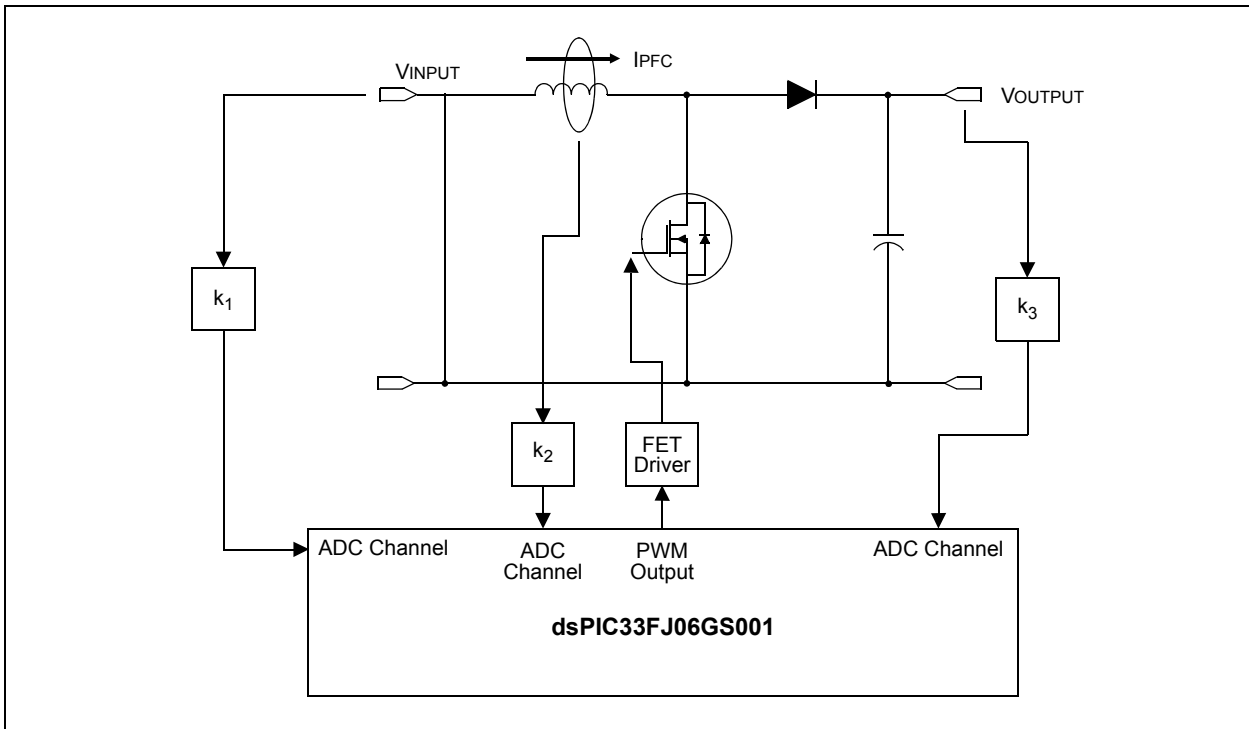 IPFC
VINPUT
VOUTPUT
k1
k3
k2
FET
Driver
ADC Channel
ADC
Channel
PWM
Output
ADC Channel
dsPIC33FJ06GS001